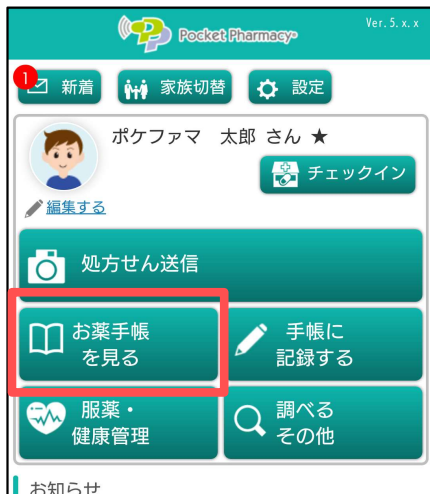 Pocket Pharmacy®
Ver. 5. x. x
1
新着
家族切替
設定
ポケファマ 太郎 さん ★
チェックイン
編集する
処方せん送信
お薬手帳
を見る
手帳に
記録する
服薬・
健康管理
調べる
その他
お知らせ